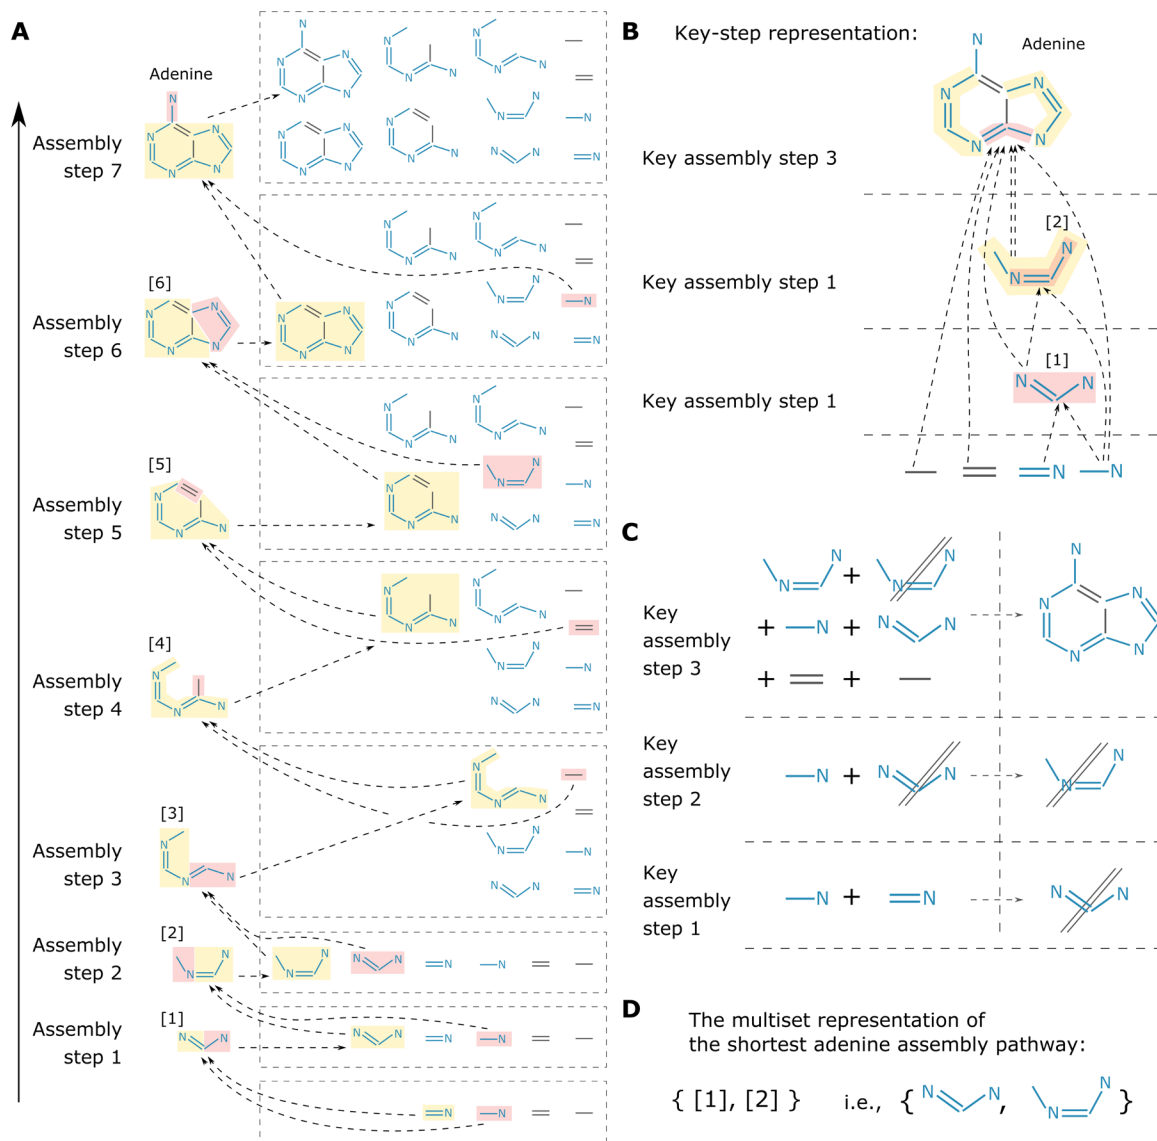 A
Adenine
Assembly
step 7
Assembly
step 6
[6]
Assembly
step 5
[5]
Assembly
step 4
[4]
Assembly
step 3
[3]
Assembly
step 2
[2]
Assembly
step 1
[1]
B
Key-step representation:
Adenine
Key assembly step 3
[2]
Key assembly step 1
[1]
Key assembly step 1
N
N
C
Key
assembly
step 3
N N + N N
+ N + N N
+ +
Key
assembly
step 2
N + N N
N N
Key
assembly
step 1
N + N
N N
D
The multiset representation of
the shortest adenine assembly pathway:
{ [1], [2] } i.e., { N N, N N }